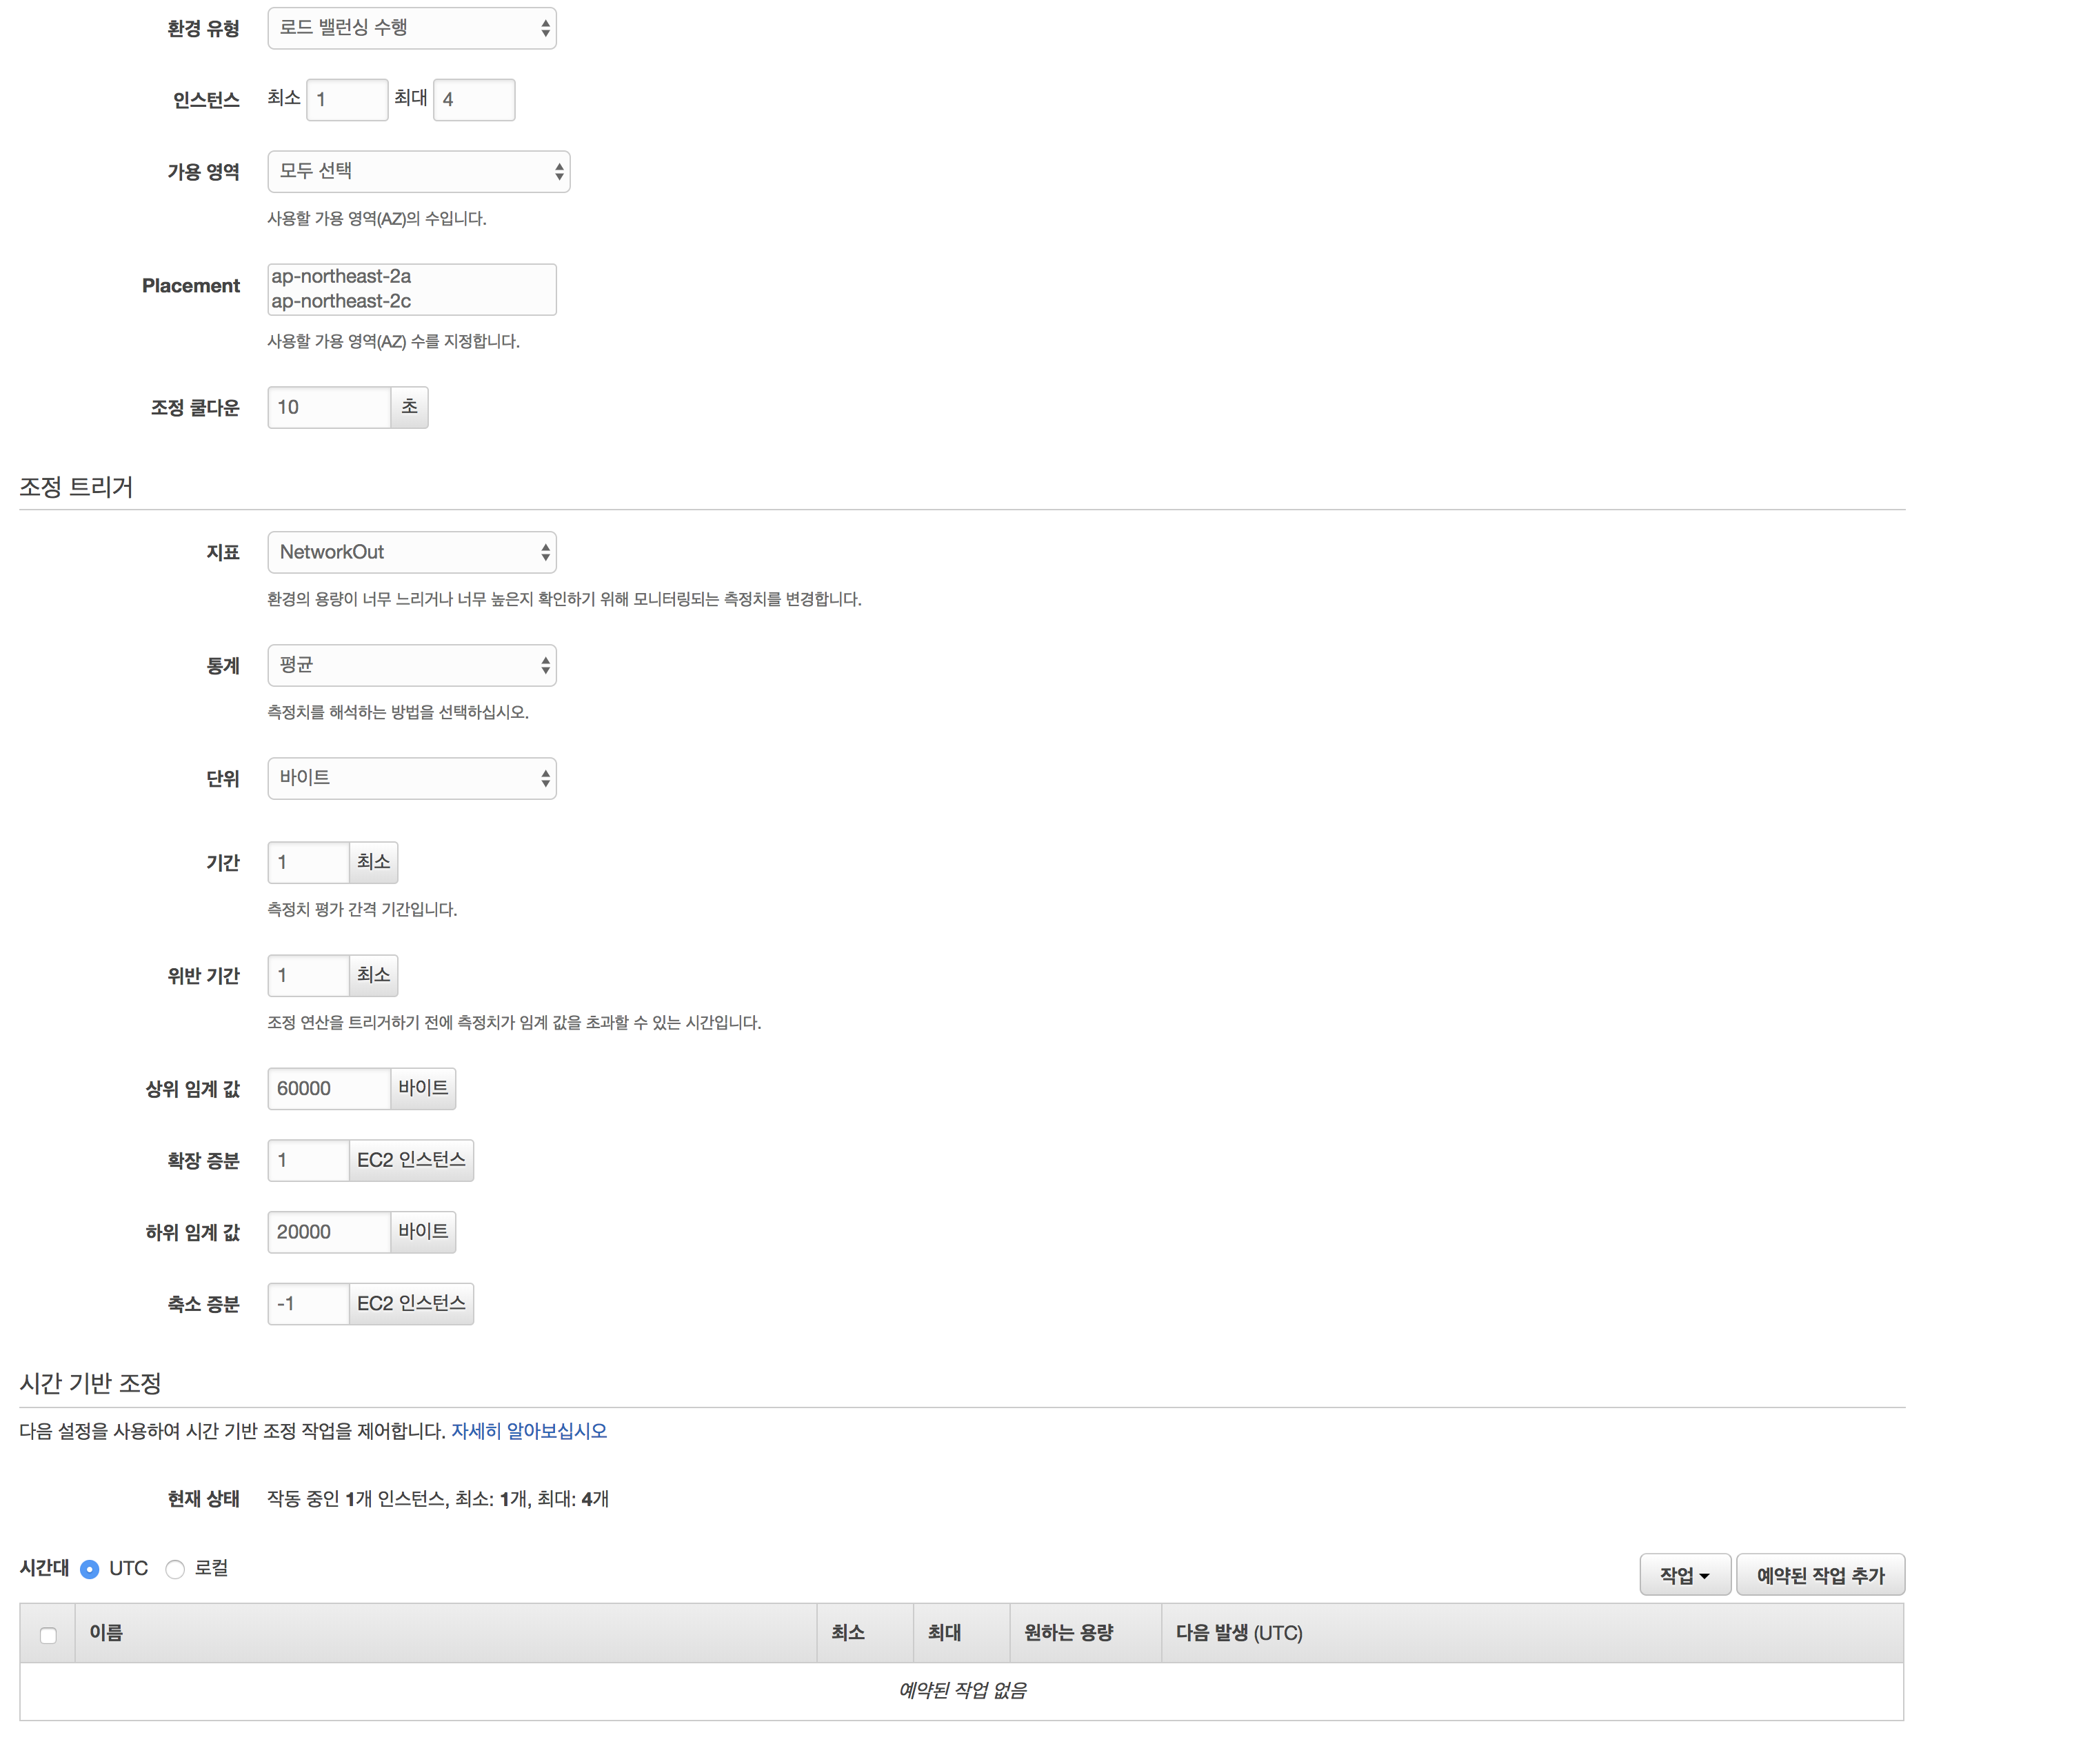 환경 유형 로드 밸런싱 수행
인스턴스 최소 1 최대 4
가용 영역 모두 선택
사용할 가용 영역(AZ)의 수입니다.
Placement ap-northeast-2a
ap-northeast-2c
사용할 가용 영역(AZ) 수를 지정합니다.
조정 쿨다운 10 초
조정 트리거
지표 NetworkOut
환경의 용량이 너무 느리거나 너무 높은지 확인하기 위해 모니터링되는 측정치를 변경합니다.
통계 평균
측정치를 해석하는 방법을 선택하십시오.
단위 바이트
기간 1 최소
측정치 평가 간격 기간입니다.
위반 기간 1 최소
조정 연산을 트리거하기 전에 측정치가 임계 값을 초과할 수 있는 시간입니다.
상위 임계 값 60000 바이트
확장 증분 1 EC2 인스턴스
하위 임계 값 20000 바이트
축소 증분 -1 EC2 인스턴스
시간 기반 조정
다음 설정을 사용하여 시간 기반 조정 작업을 제어합니다. 자세히 알아보십시오
현재 상태 작동 중인 1개 인스턴스, 최소: 1개, 최대: 4개
시간대 UTC 로컬 작업 예약된 작업 추가
이름 최소 최대 원하는 용량 다음 발생 (UTC)
예약된 작업 없음